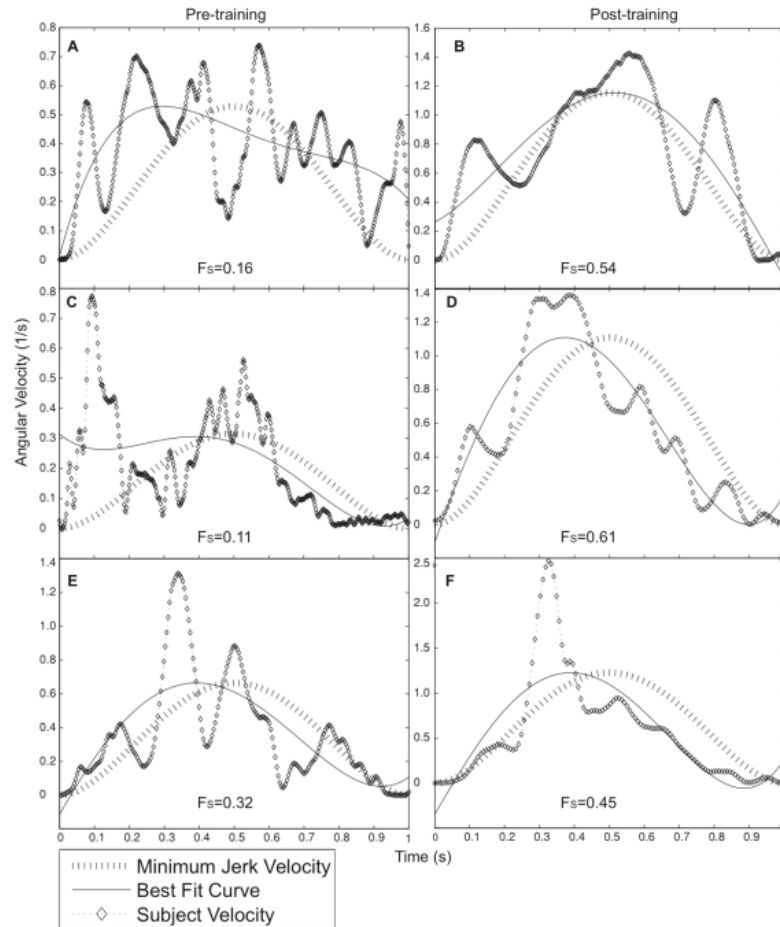 Pre-training
Post-training
A
0.8
0.7
0.6
0.5
0.4
0.3
0.2
0.1
0
Fs=0.16
B
1.6
1.4
1.2
1.0
0.8
0.6
0.4
0.2
0
Fs=0.54
Angular Velocity (1/s)
C
0.8
0.7
0.6
0.5
0.4
0.3
0.2
0.1
0
Fs=0.11
D
1.4
1.2
1.0
0.8
0.6
0.4
0.2
0
Fs=0.61
E
1.4
1.2
1.0
0.8
0.6
0.4
0.2
0
Fs=0.32
0 0.1 0.2 0.3 0.4 0.5 0.6 0.7 0.8 0.9 1
F
2.5
2.0
1.5
1.0
0.5
0
Fs=0.45
0 0.1 0.2 0.3 0.4 0.5 0.6 0.7 0.8 0.9
Time (s)
Minimum Jerk Velocity
Best Fit Curve
Subject Velocity